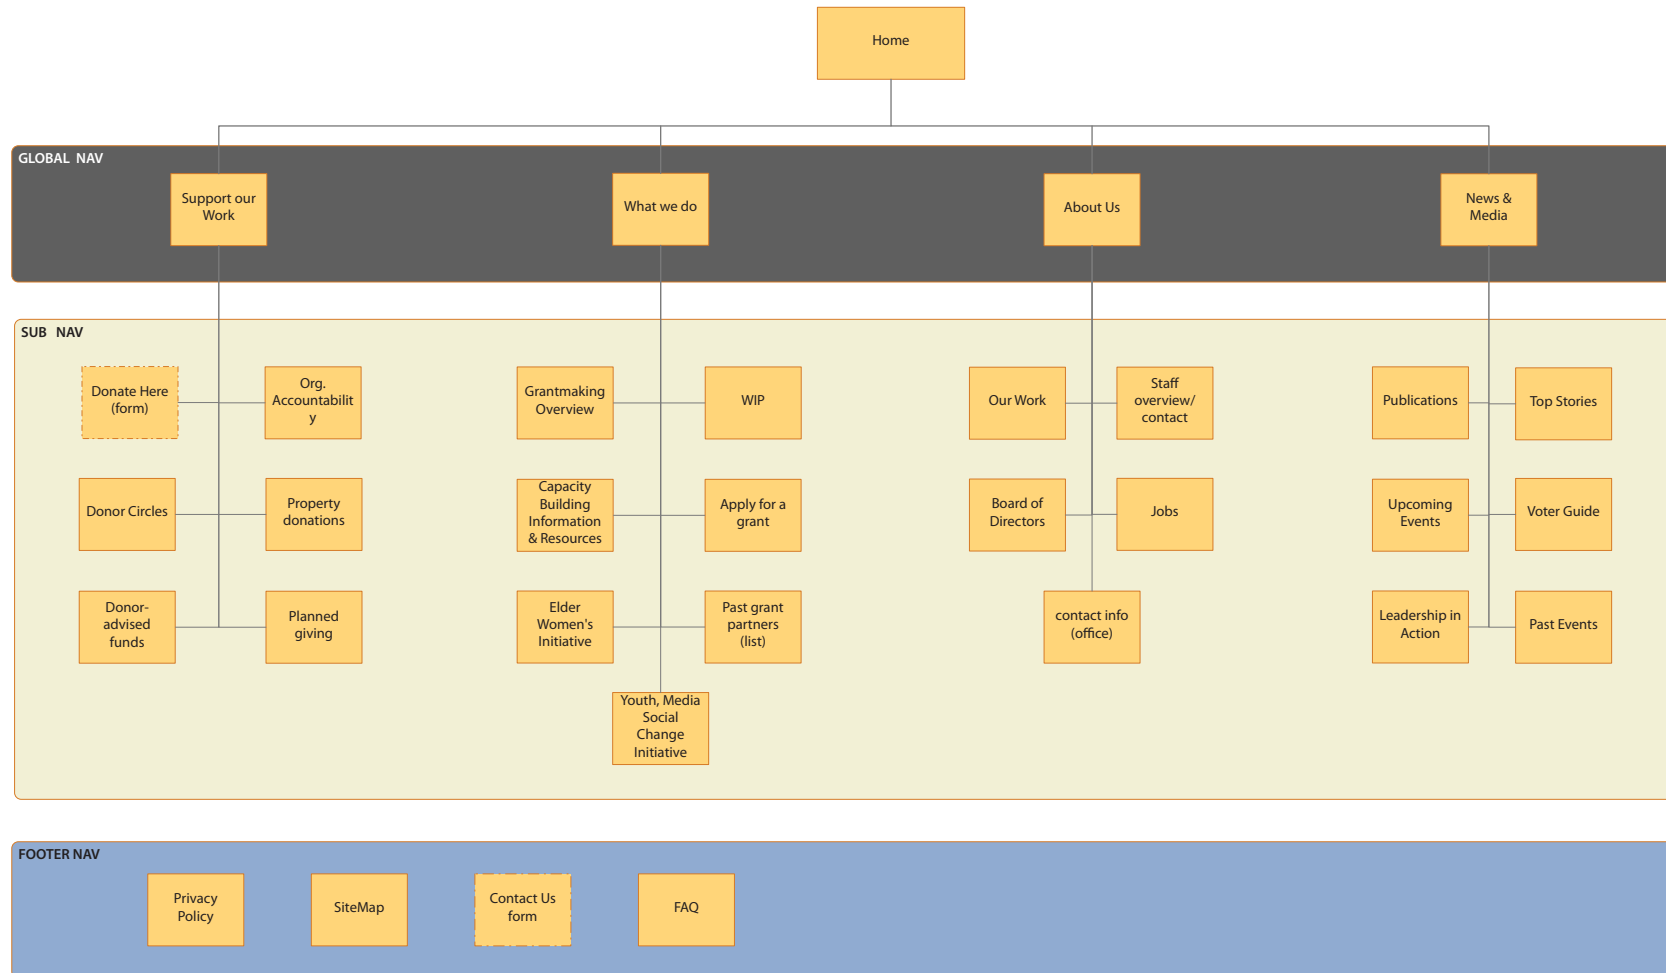 Home
GLOBAL NAV
Support our
Work
What we do
About Us
News &
Media
SUB NAV
Donate Here
(form)
Org.
Accountabilit
y
Grantmaking
Overview
WIP
Our Work
Staff
overview/
contact
Publications
Top Stories
Donor Circles
Property
donations
Capacity
Building
Information
& Resources
Apply for a
grant
Board of
Directors
Jobs
Upcoming
Events
Voter Guide
Donor-
advised
funds
Planned
giving
Elder
Women's
Initiative
Past grant
partners
(list)
contact info
(office)
Leadership in
Action
Past Events
Youth, Media
Social
Change
Initiative
FOOTER NAV
Privacy
Policy
SiteMap
Contact Us
form
FAQ